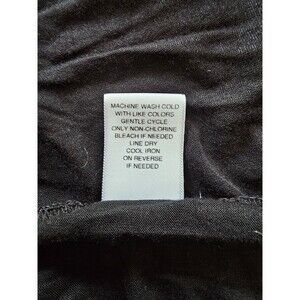 MACHINE WASH COLD
WITH LIKE COLORS
GENTLE CYCLE
ONLY NON-CHLORINE
BLEACH IF NEEDED
LINE DRY
COOL IRON
ON REVERSE
IF NEEDED